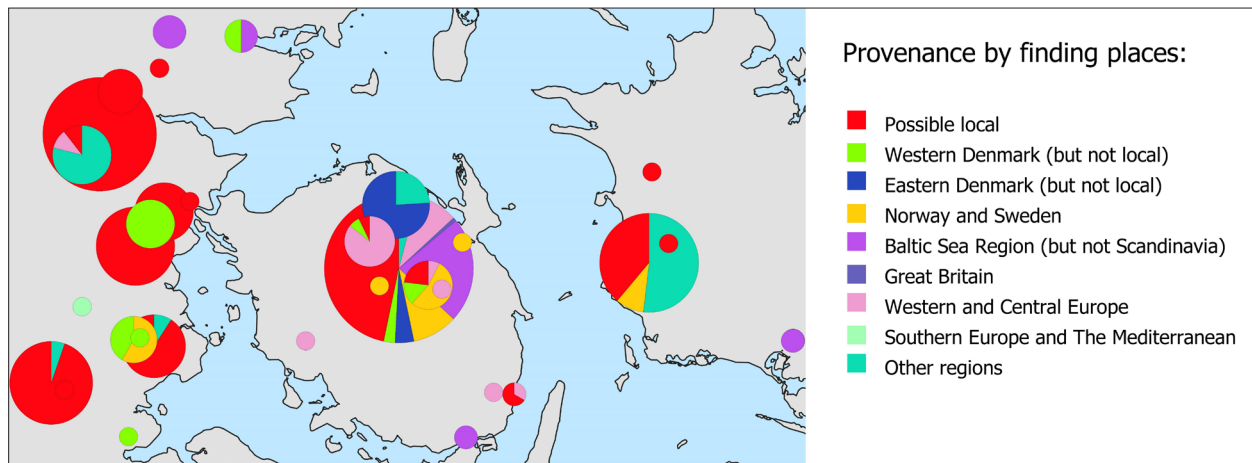 Provenance by finding places:
Possible local
Western Denmark (but not local)
Eastern Denmark (but not local)
Norway and Sweden
Baltic Sea Region (but not Scandinavia)
Great Britain
Western and Central Europe
Southern Europe and The Mediterranean
Other regions